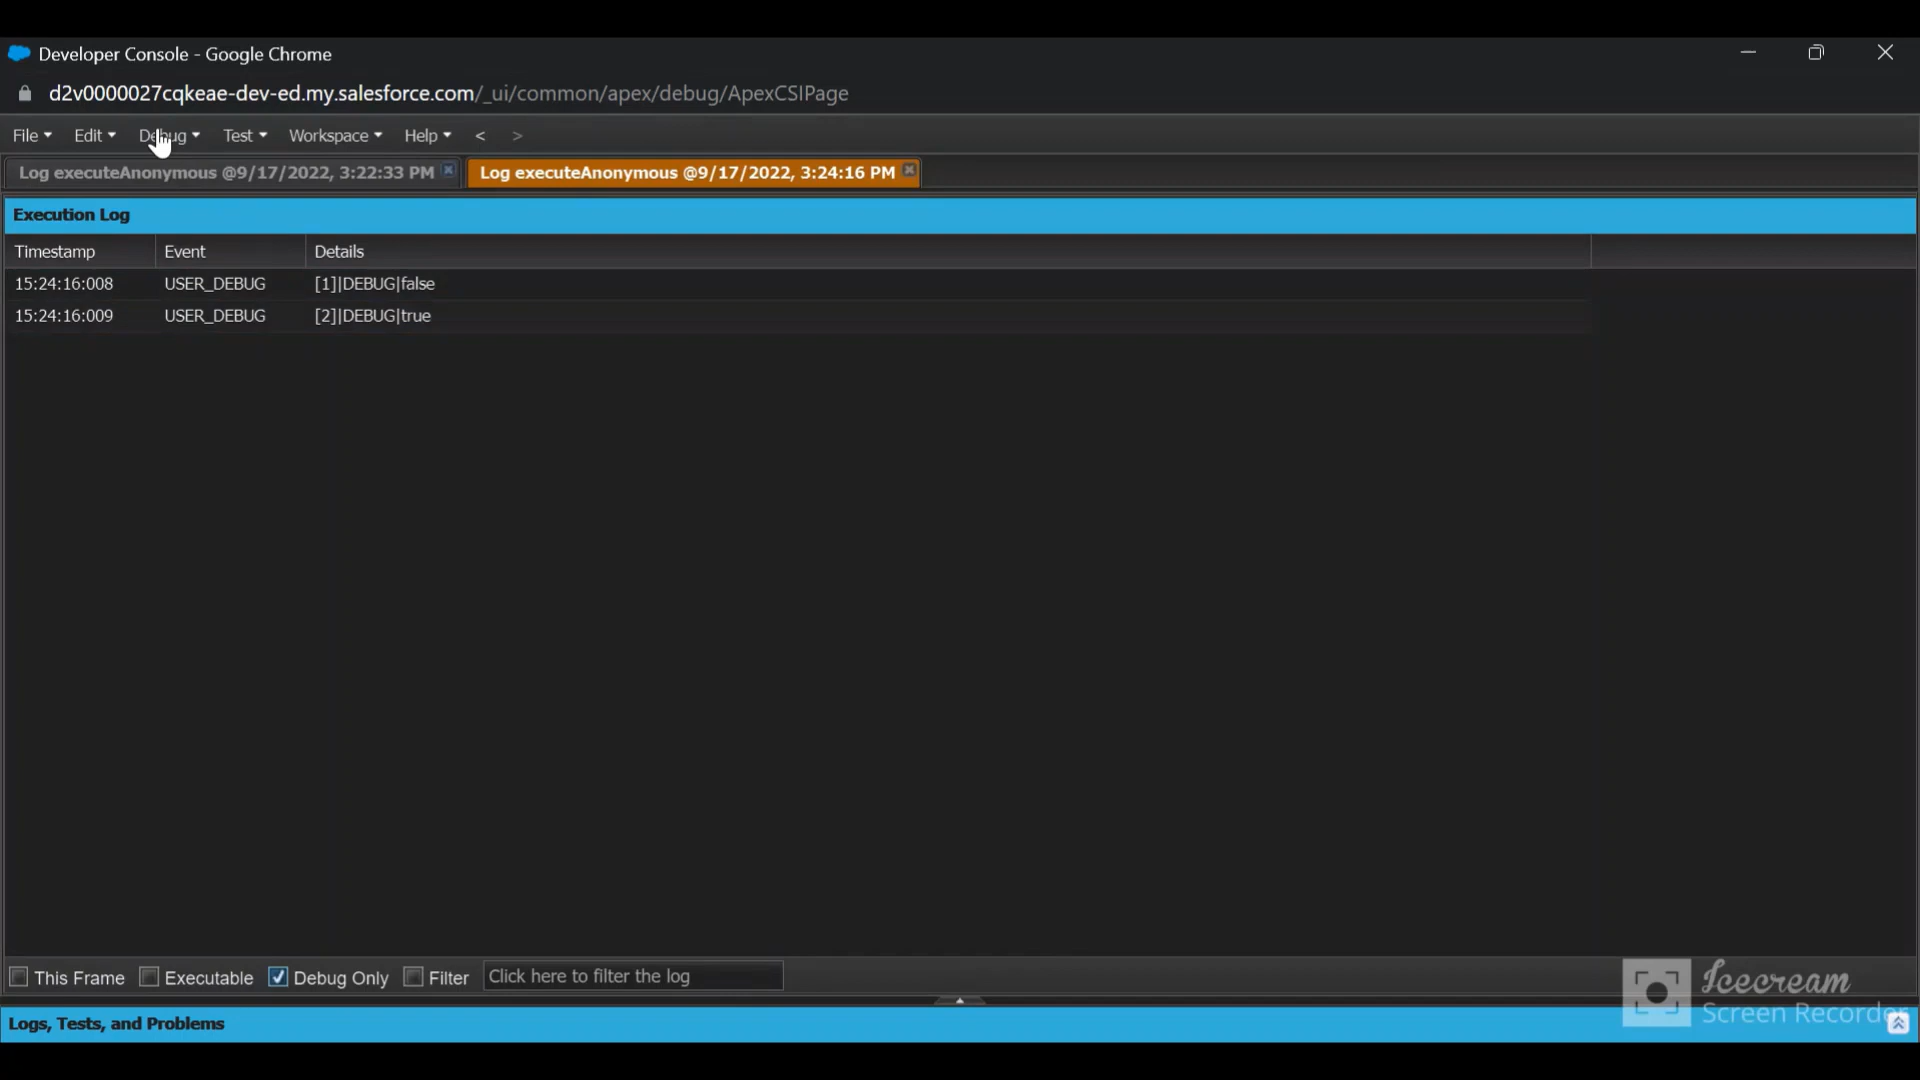 Developer Console - Google Chrome
d2v0000027cqkeae-dev-ed.my.salesforce.com/_ui/common/apex/debug/ApexCSIPage
File Edit Debug Test Workspace Help < >
Log executeAnonymous @9/17/2022, 3:22:33 PM Log executeAnonymous @9/17/2022, 3:24:16 PM
Execution Log
Timestamp Event Details
15:24:16:008 USER_DEBUG [1]|DEBUG|false
15:24:16:009 USER_DEBUG [2]|DEBUG|true
This Frame Executable Debug Only Filter Click here to filter the log
Icecream
Screen Recorder
Logs, Tests, and Problems